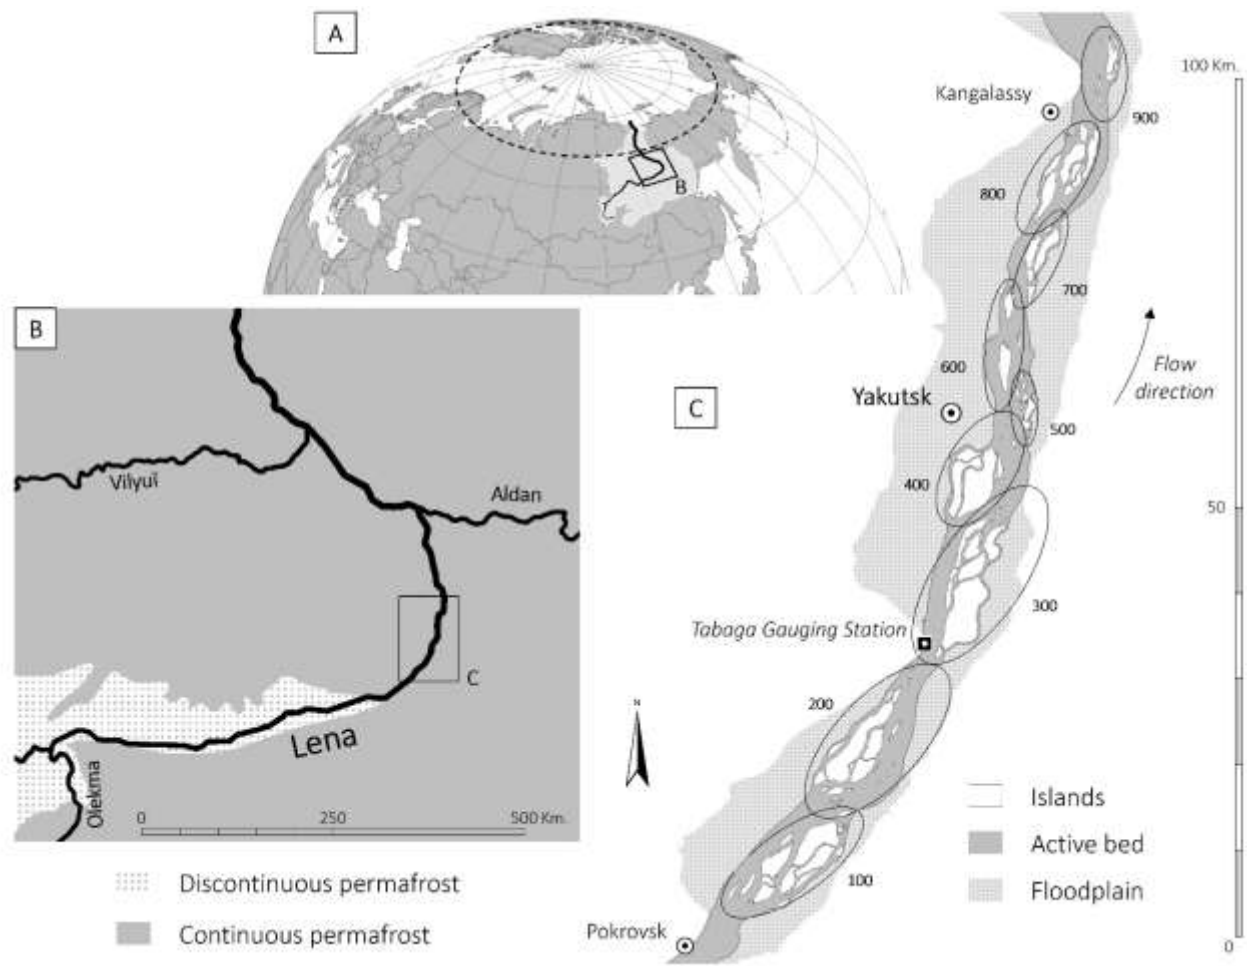 A
B
B
Vilyuï
Aldan
C
Lena
Olekma
0
250
500 Km.
Discontinuous permafrost
Continuous permafrost
C
100 Km.
Kangalassy
900
800
700
Flow
direction
600
Yakutsk
500
400
50
300
Tabaga Gauging Station
200
N
100
Pokrovsk
0
Islands
Active bed
Floodplain